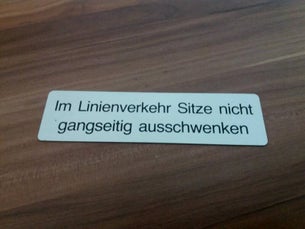 Im Linienverkehr Sitze nicht
gangseitig ausschwenken